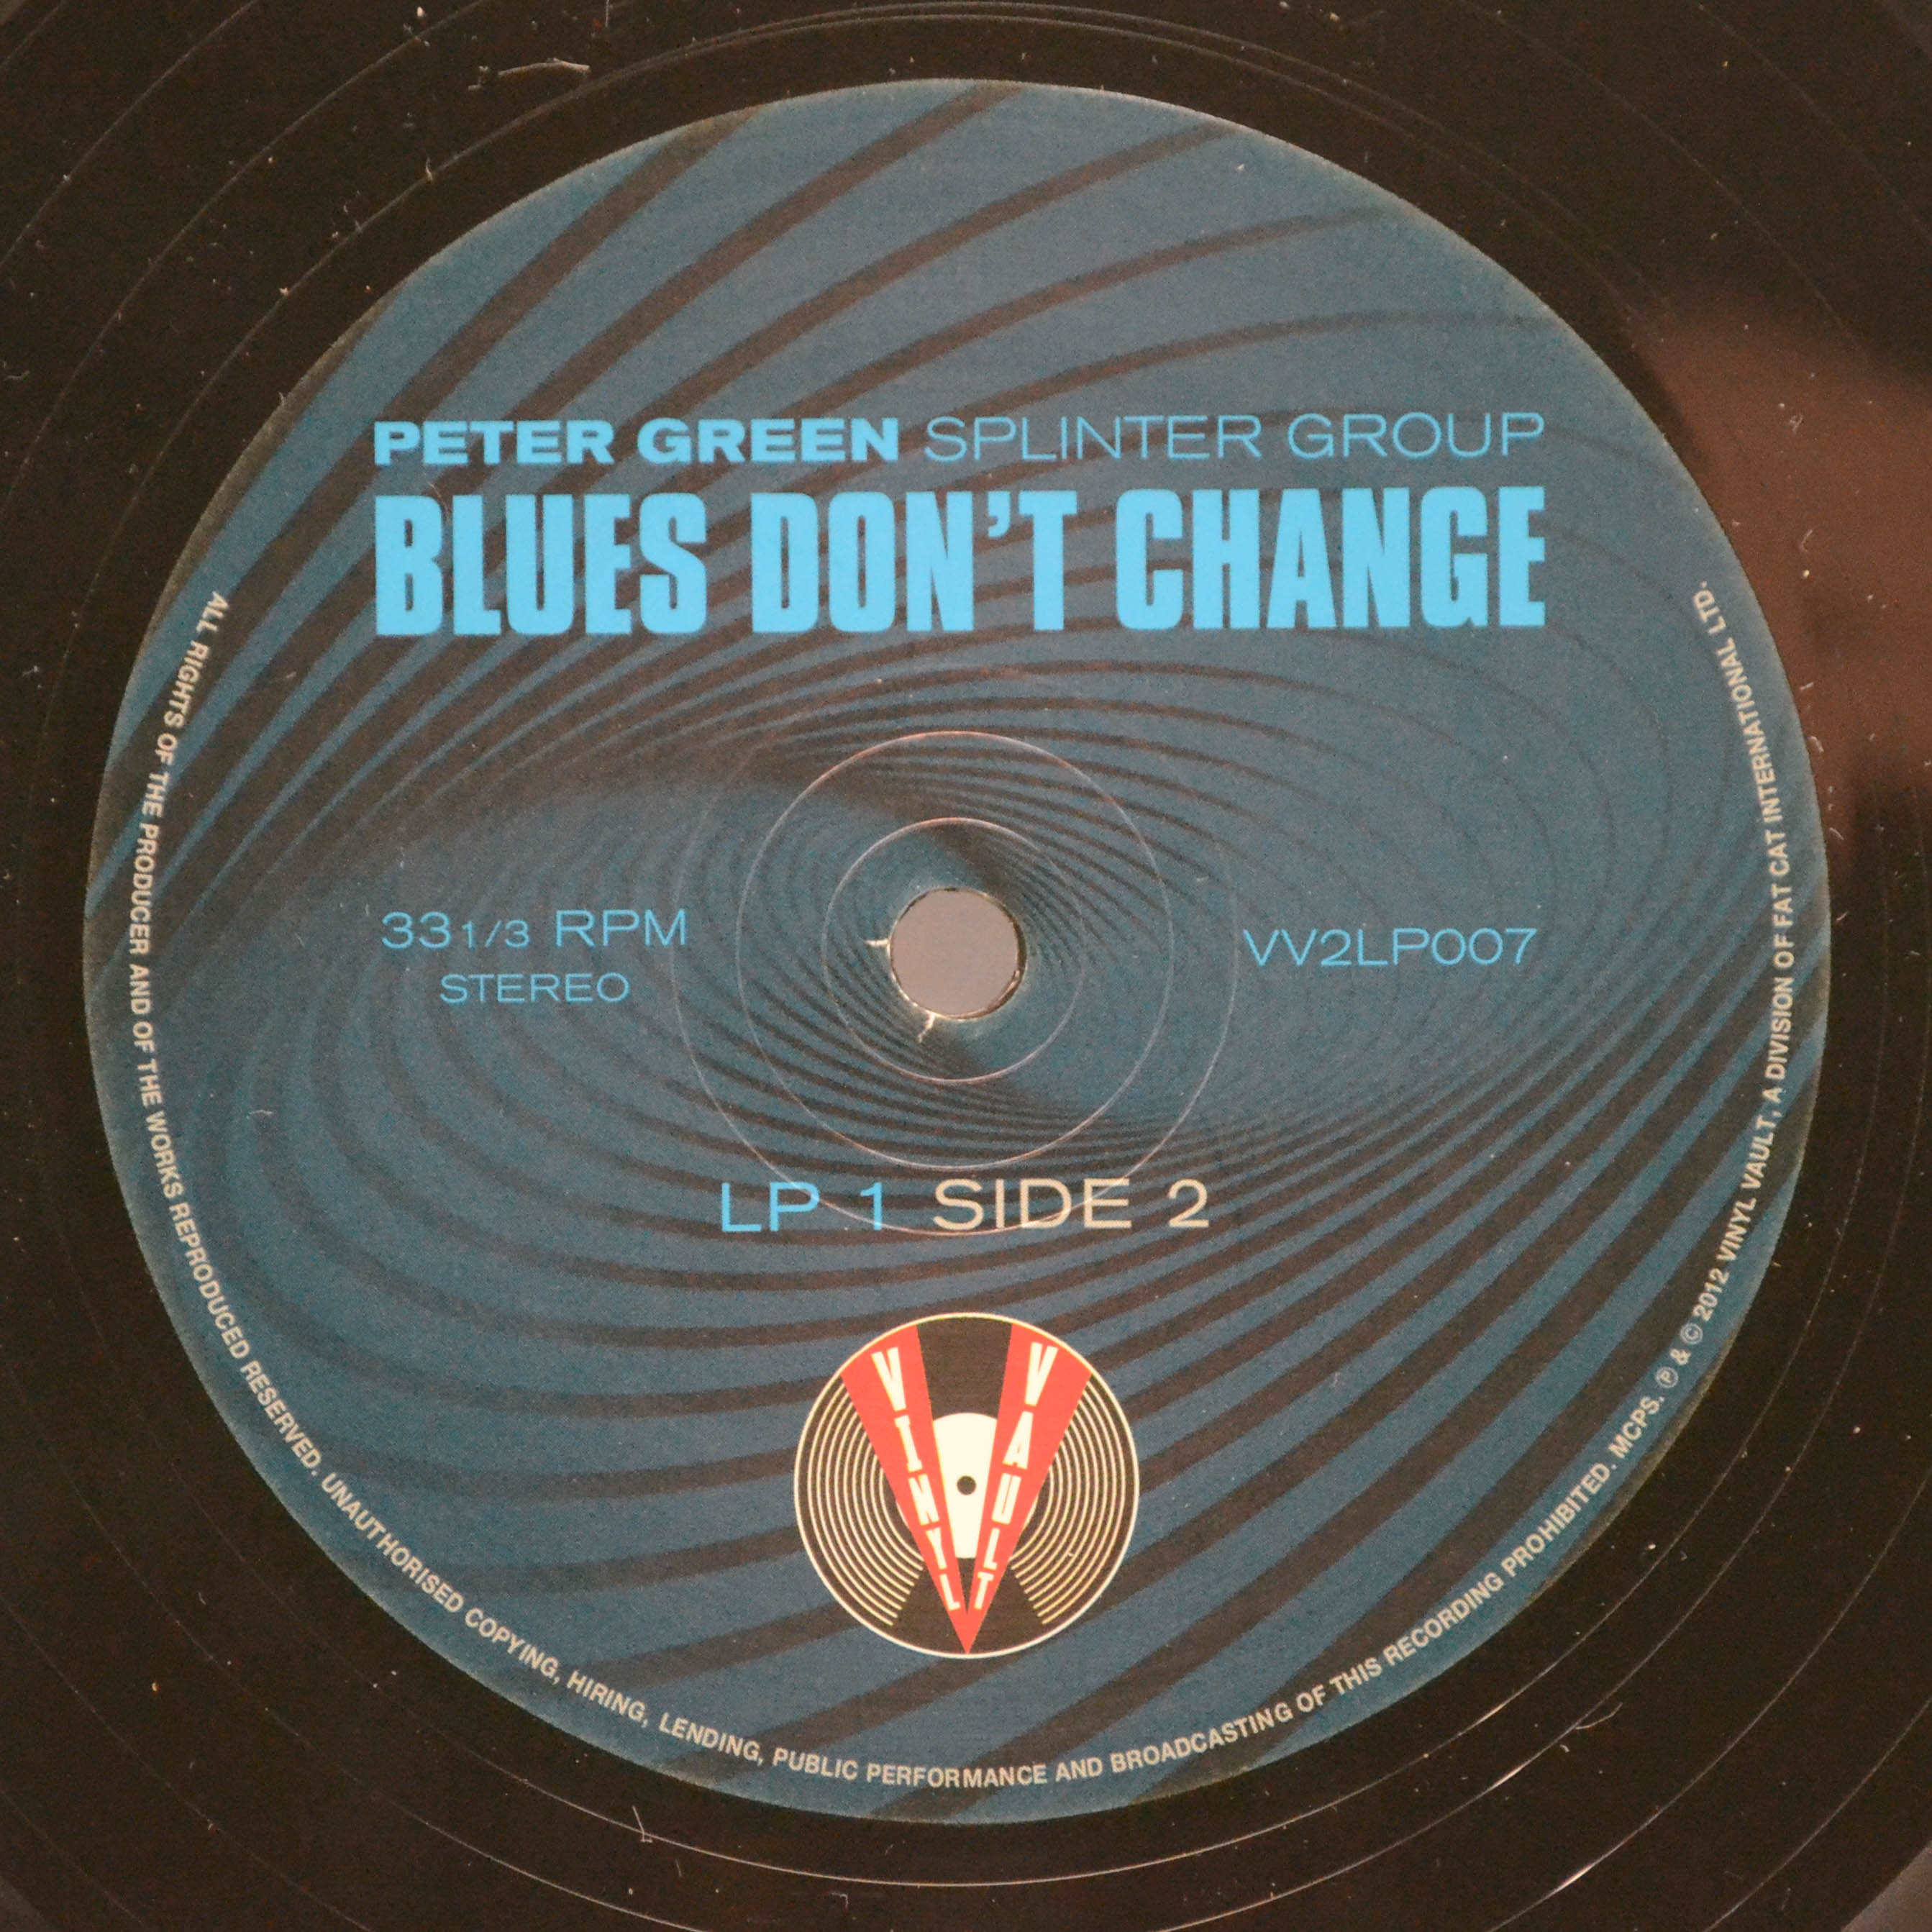 PETER GREEN SPLINTER GROUP
BLUES DON'T CHANGE
33 1/3 RPM
STEREO
VV2LP007
LP 1 SIDE 2
VINYL VAULT
ALL RIGHTS OF THE PRODUCER AND OF THE WORKS REPRODUCED RESERVED. UNAUTHORISED COPYING, HIRING, LENDING, PUBLIC PERFORMANCE AND BROADCASTING OF THIS RECORDING PROHIBITED. MCPS. ℗ & © 2012 VINYL VAULT, A DIVISION OF FAT CAT INTERNATIONAL LTD.